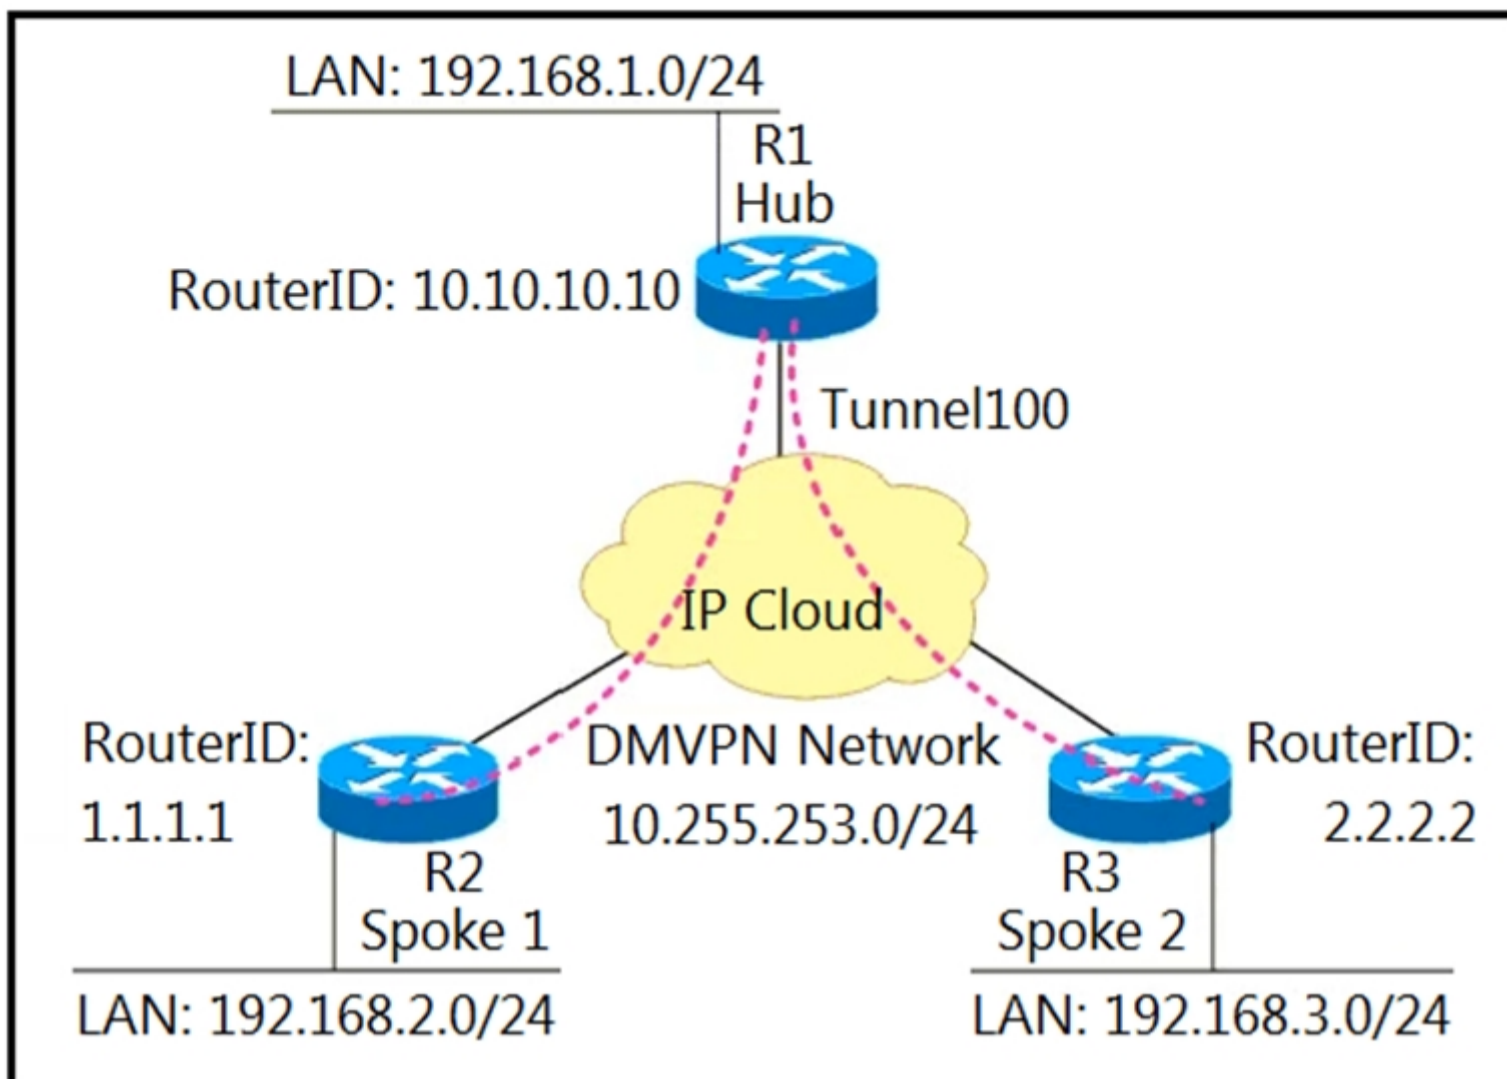 LAN: 192.168.1.0/24
R1
Hub
RouterID: 10.10.10.10
Tunnel100
IP Cloud
RouterID:
1.1.1.1
DMVPN Network
10.255.253.0/24
RouterID:
2.2.2.2
R2
Spoke 1
R3
Spoke 2
LAN: 192.168.2.0/24
LAN: 192.168.3.0/24